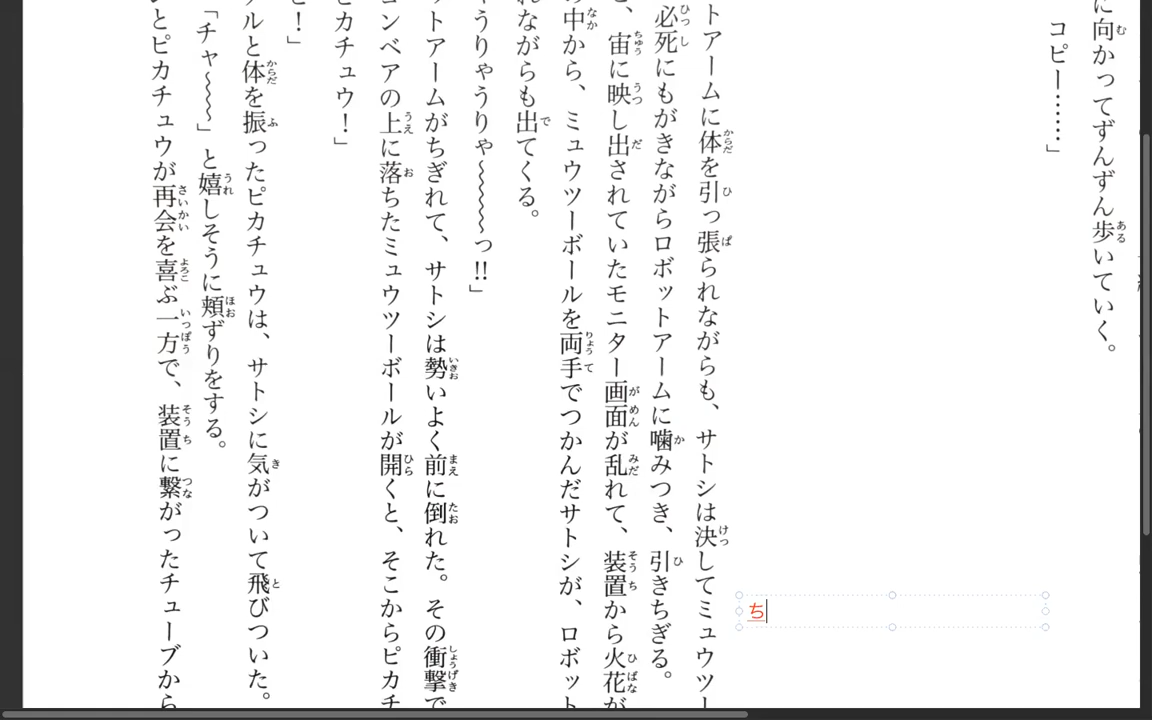 に向かってずんずん歩いていく。
コピー……」
トアームに体を引っ張られながらも、サトシは決してミュウツー
必死にもがきながらロボットアームに噛みつき、引きちぎる。
、宙に映し出されていたモニター画面が乱れて、装置から火花が
中から、ミュウツーボールを両手でつかんだサトシが、ロボット
れながらも出てくる。
ゃうりゃうりゃ〜〜〜〜っ!!」
ットアームがちぎれて、サトシは勢いよく前に倒れた。その衝撃で
コンベアの上に落ちたミュウツーボールが開くと、そこからピカチ
ピカチュウ！」
ルと体を振ったピカチュウは、サトシに気がついて飛びついた。
！」
「チャ〜〜〜」と嬉しそうに頬ずりをする。
とピカチュウが再会を喜ぶ一方で、装置に繋がったチューブから
ち